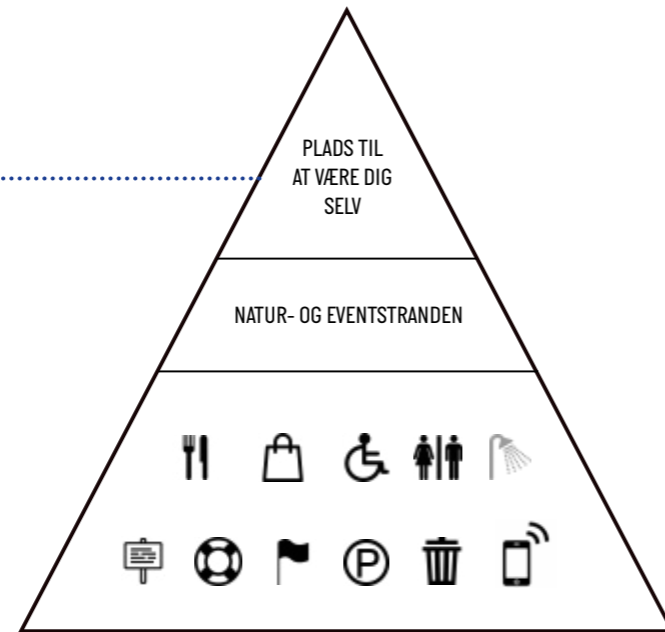 PLADS TIL
AT VÆRE DIG
SELV
NATUR- OG EVENTSTRANDEN
P